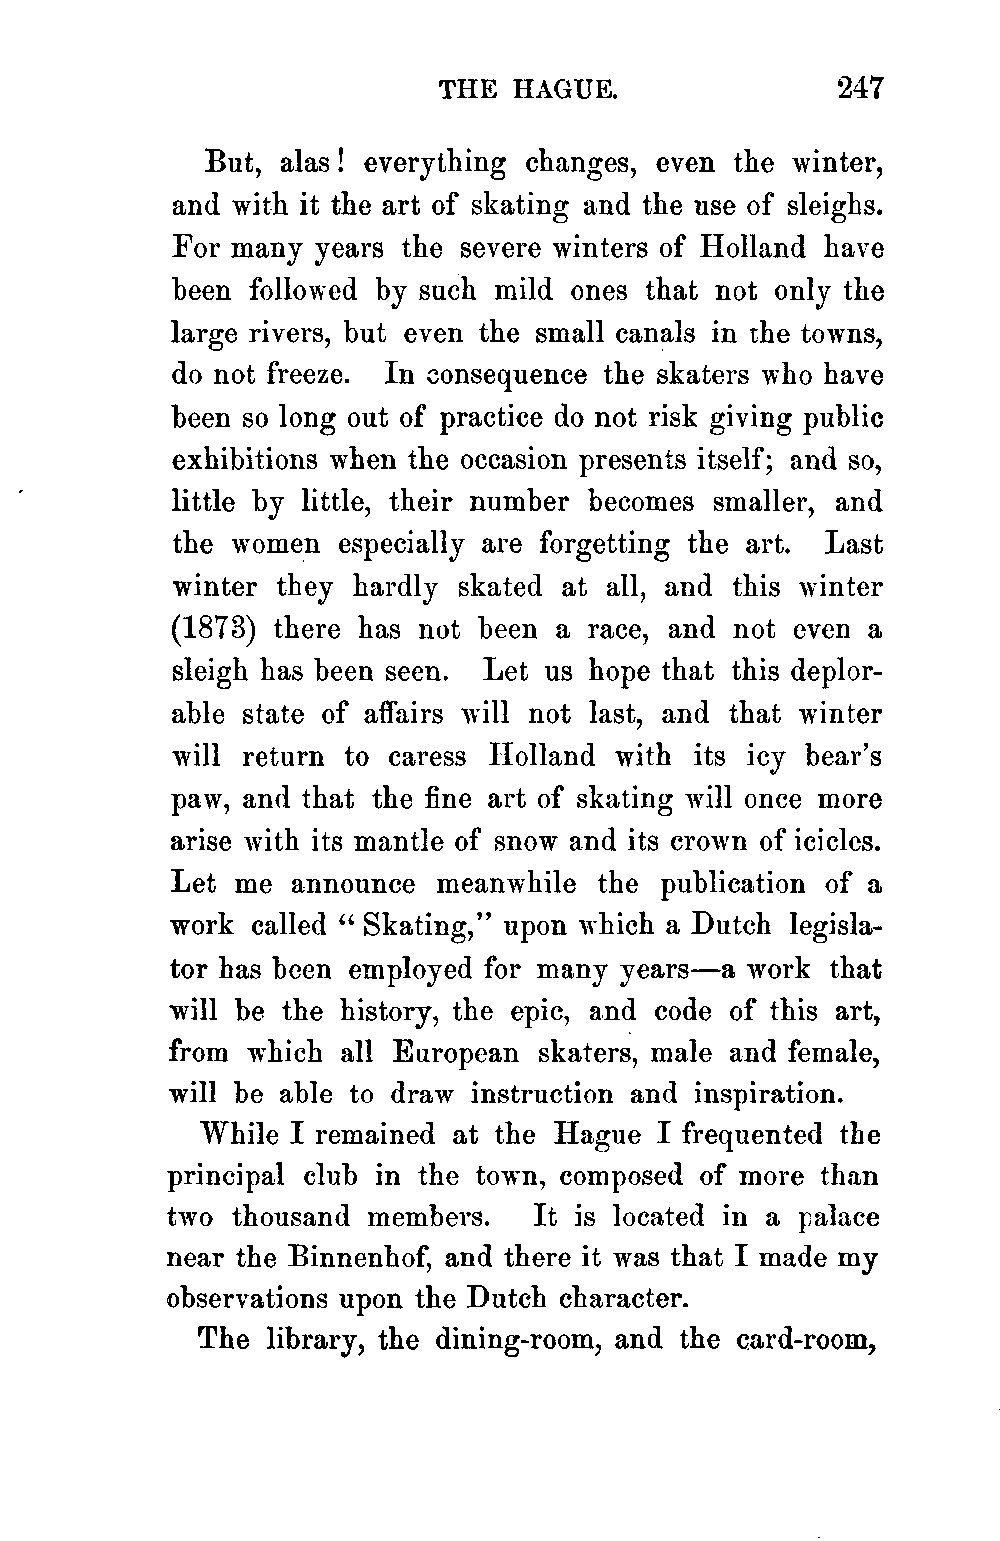 THE HAGUE. 247
But, alas! everything changes, even the winter,
and with it the art of skating and the use of sleighs.
For many years the severe winters of Holland have
been followed by such mild ones that not only the
large rivers, but even the small canals in the towns,
do not freeze. In consequence the skaters who have
been so long out of practice do not risk giving public
exhibitions when the occasion presents itself; and so,
little by little, their number becomes smaller, and
the women especially are forgetting the art. Last
winter they hardly skated at all, and this winter
(1873) there has not been a race, and not even a
sleigh has been seen. Let us hope that this deplor-
able state of affairs will not last, and that winter
will return to caress Holland with its icy bear's
paw, and that the fine art of skating will once more
arise with its mantle of snow and its crown of icicles.
Let me announce meanwhile the publication of a
work called “ Skating,” upon which a Dutch legisla-
tor has been employed for many years—a work that
will be the history, the epic, and code of this art,
from which all European skaters, male and female,
will be able to draw instruction and inspiration.
While I remained at the Hague I frequented the
principal club in the town, composed of more than
two thousand members. It is located in a palace
near the Binnenhof, and there it was that I made my
observations upon the Dutch character.
The library, the dining-room, and the card-room,